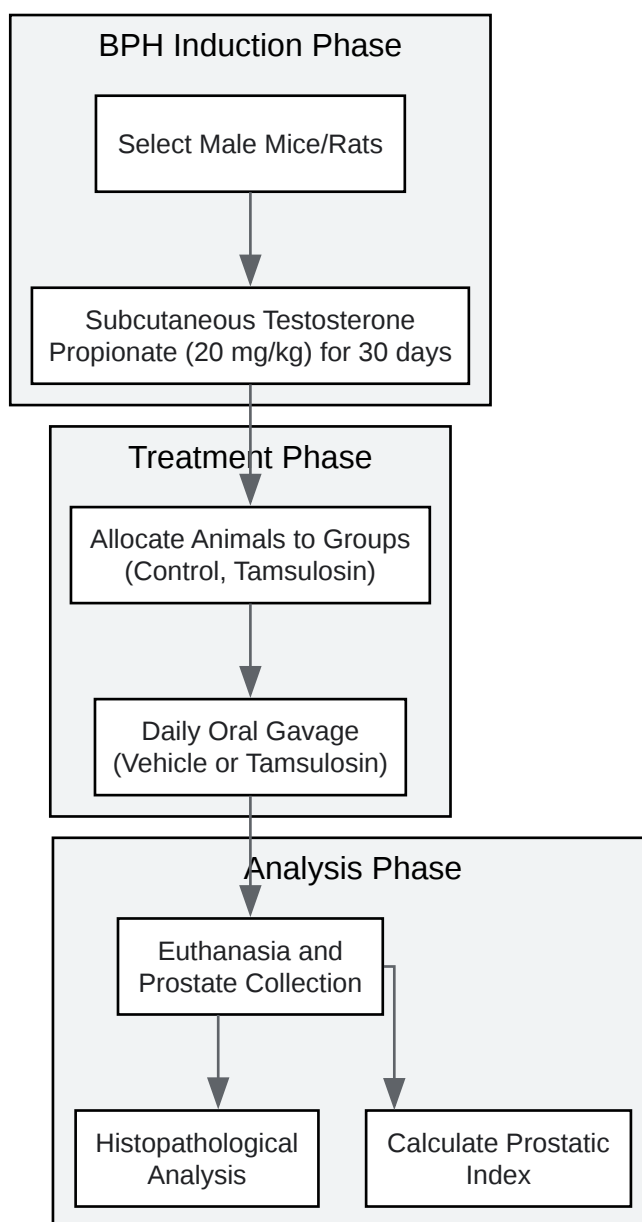 BPH Induction Phase
Select Male Mice/Rats
Subcutaneous Testosterone
Propionate (20 mg/kg) for 30 days
Treatment Phase
Allocate Animals to Groups
(Control, Tamsulosin)
Daily Oral Gavage
(Vehicle or Tamsulosin)
Analysis Phase
Euthanasia and
Prostate Collection
Histopathological
Analysis
Calculate Prostatic
Index